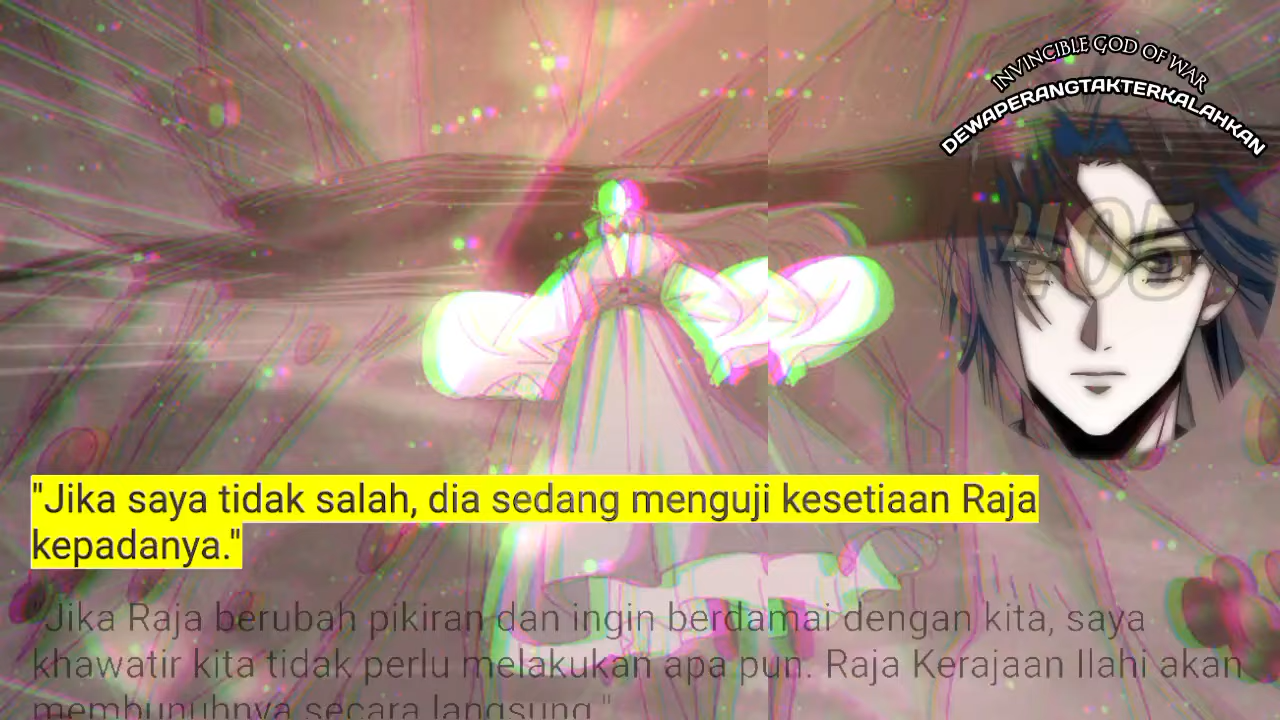 INVINCIBLE GOD OF WAR
DEWAPERANGTAKTERKALAHKAN
405
"Jika saya tidak salah, dia sedang menguji kesetiaan Raja
kepadanya."
"Jika Raja berubah pikiran dan ingin berdamai dengan kita, saya
khawatir kita tidak perlu melakukan apa pun. Raja Kerajaan Ilahi akan
membunuhnya secara langsung."